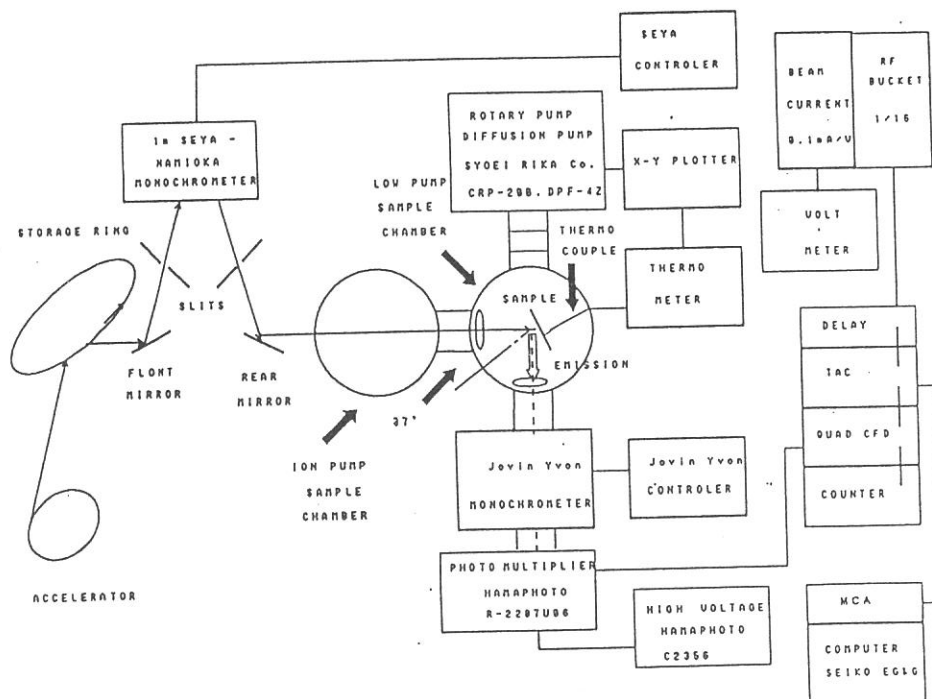 SEYA
CONTROLER
BEAM
CURRENT
0.1mA/V
RF
BUCKET
1/16
1m SEYA -
NAMIOKA
MONOCHROMETER
ROTARY PUMP
DIFFUSION PUMP
SYOEI RIKA Co.
CRP-200. DPF-4Z
X-Y PLOTTER
LOW PUMP
SAMPLE
CHAMBER
THERMO
COUPLE
VOLT
METER
STORAGE RING
SLITS
SAMPLE
THERMO
METER
EMISSION
FLONT
MIRROR
REAR
MIRROR
37°
DELAY
TAC
QUAD CFD
COUNTER
ION PUMP
SAMPLE
CHAMBER
Jovin Yvon
MONOCHROMETER
Jovin Yvon
CONTROLER
ACCELERATOR
PHOTO MULTIPLIER
HAMAPHOTO
R-2287U06
HIGH VOLTAGE
HAMAPHOTO
C2356
MCA
COMPUTER
SEIKO EG&G